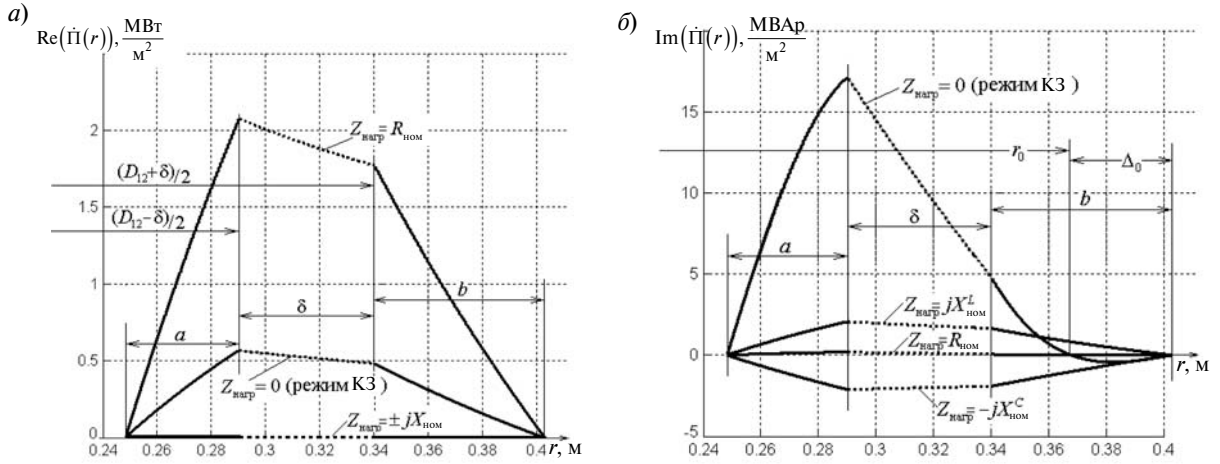 а)
Re(Π̇(r)), МВт/м²
2
1.5
1
0.5
0
0.24 0.26 0.28 0.3 0.32 0.34 0.36 0.38 0.4
r, м
Zнагр=Rном
(D₁₂+δ)/2
(D₁₂−δ)/2
δ
a
b
Zнагр=0 (режим КЗ)
Zнагр=±jXном
б)
Im(Π̇(r)), МВАр/м²
15
10
5
0
-5
0.24 0.26 0.28 0.3 0.32 0.34 0.36 0.38 0.4
r, м
Zнагр=0 (режим КЗ)
r₀
Δ₀
b
δ
a
Zнагр=jXᴸном
Zнагр=Rном
Zнагр=−jXᶜном